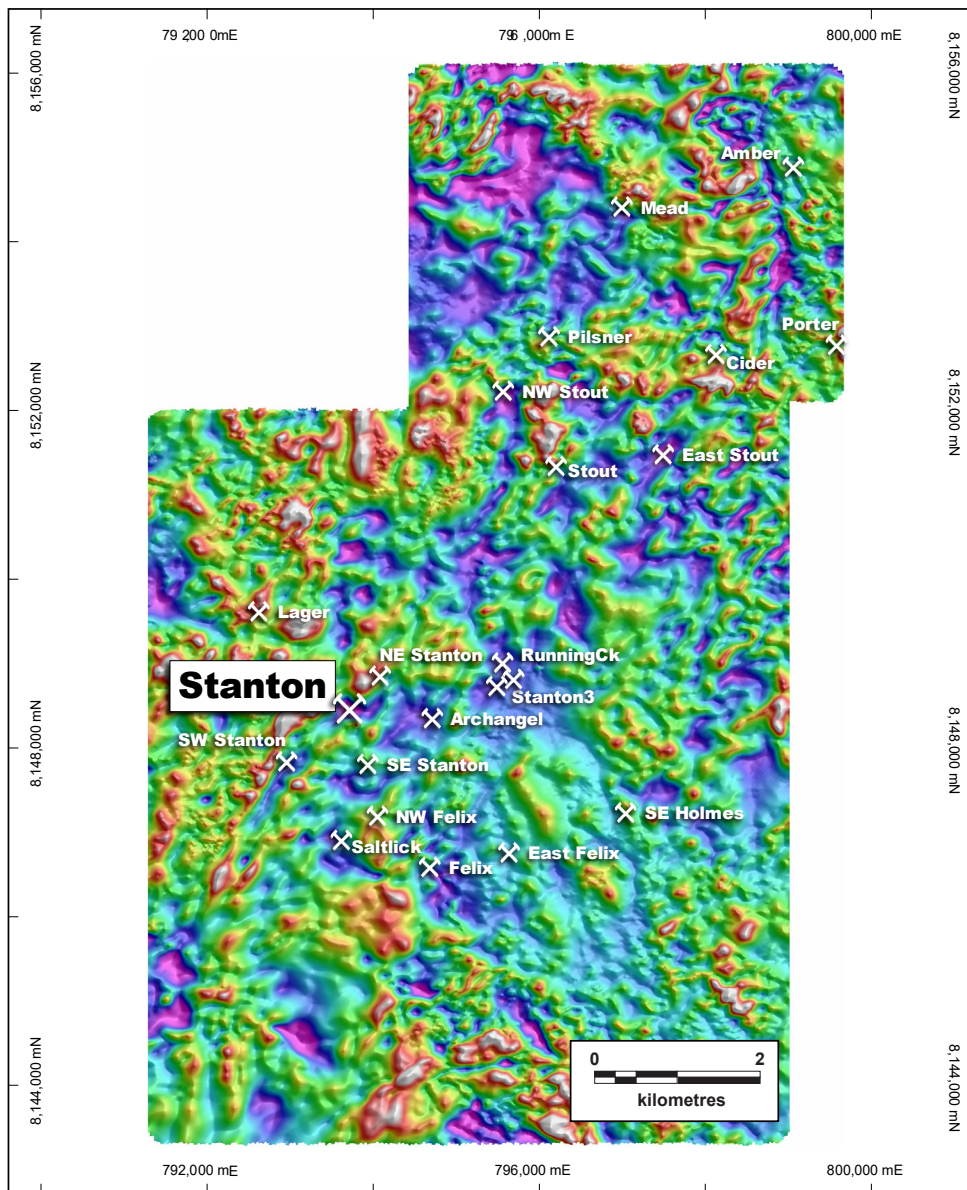 79 200 0mE
796 ,000m E
800,000 mE
8,156,000 mN
8,156,000 mN
Amber
Mead
Porter
Pilsner
Cider
NW Stout
8,152,000 mN
8,152,000 mN
East Stout
Stout
Lager
NE Stanton
RunningCk
Stanton
Stanton3
Archangel
SW Stanton
8,148,000 mN
8,148,000 mN
SE Stanton
NW Felix
SE Holmes
Saltlick
East Felix
Felix
0
2
kilometres
8,144,000 mN
8,144,000 mN
792,000 mE
796,000 mE
800,000 mE